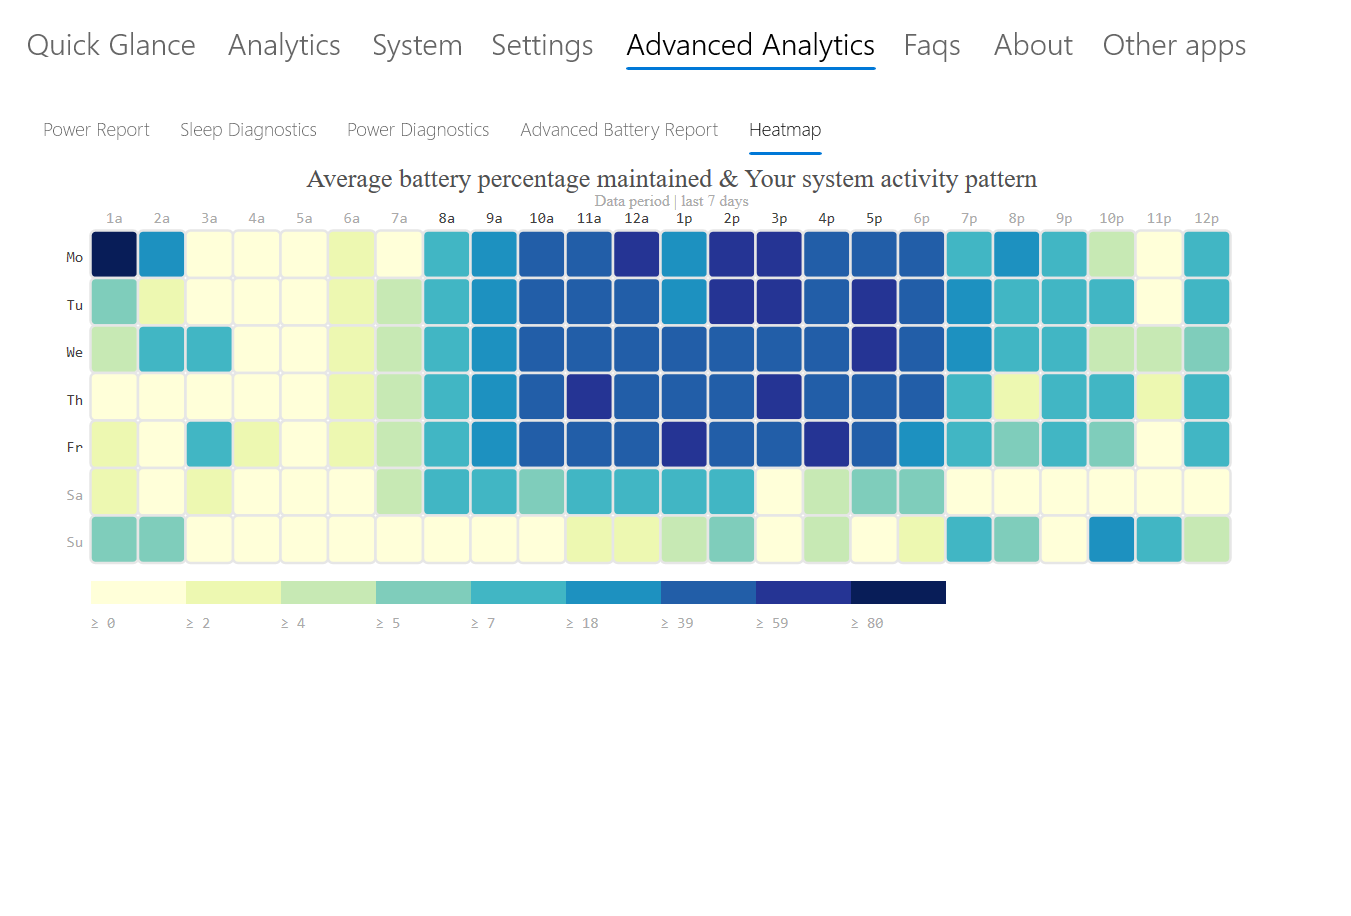 Quick Glance Analytics System Settings Advanced Analytics Faqs About Other apps
Power Report Sleep Diagnostics Power Diagnostics Advanced Battery Report Heatmap
Average battery percentage maintained & Your system activity pattern
Data period | last 7 days
1a 2a 3a 4a 5a 6a 7a 8a 9a 10a 11a 12a 1p 2p 3p 4p 5p 6p 7p 8p 9p 10p 11p 12p
Mo
Tu
We
Th
Fr
Sa
Su
≥ 0 ≥ 2 ≥ 4 ≥ 5 ≥ 7 ≥ 18 ≥ 39 ≥ 59 ≥ 80